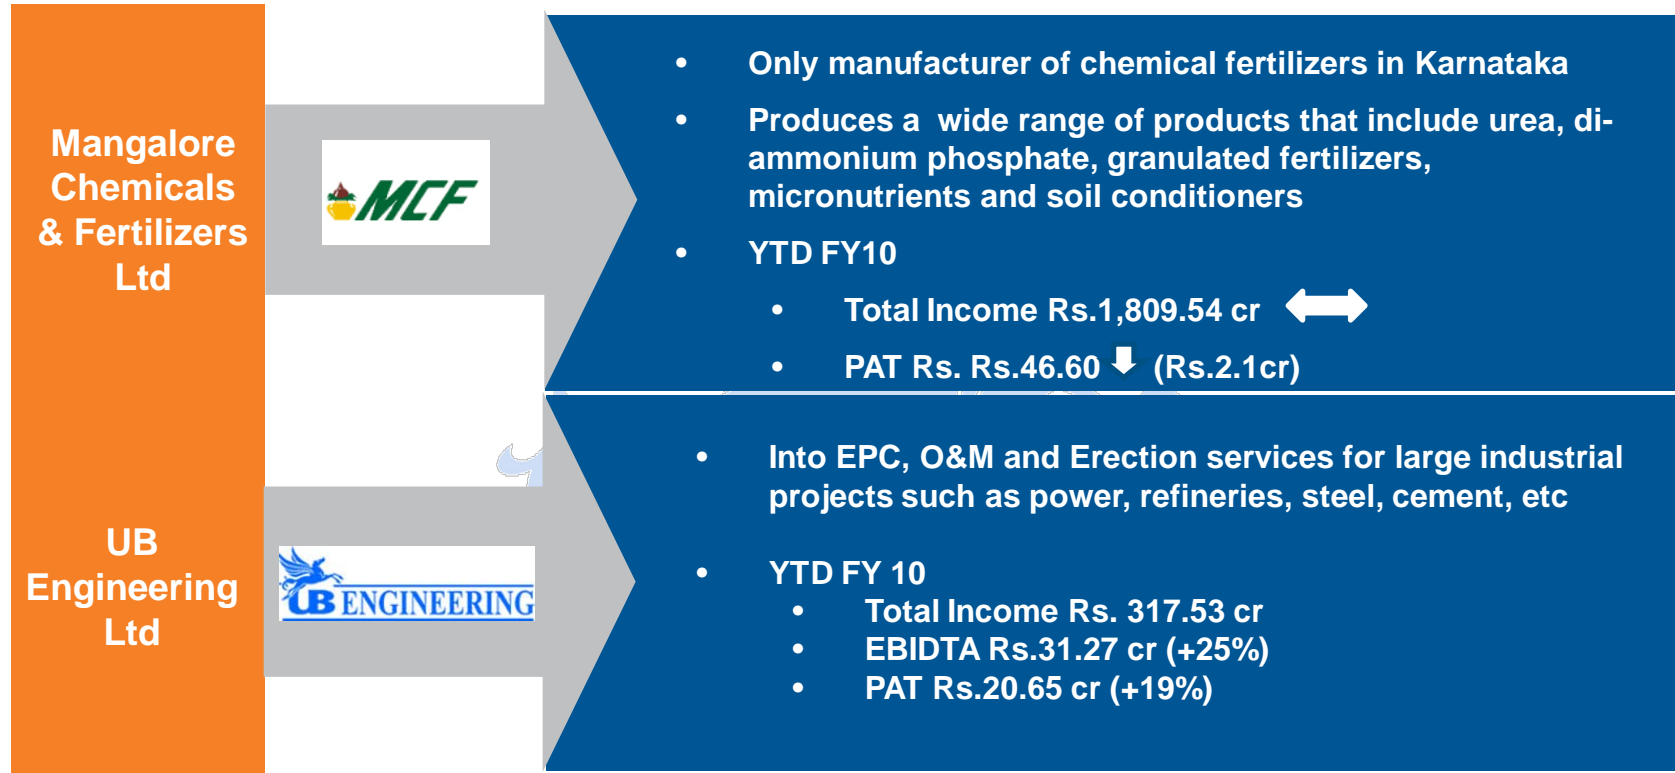 Mangalore
Chemicals
& Fertilizers
Ltd
MCF
• Only manufacturer of chemical fertilizers in Karnataka
• Produces a wide range of products that include urea, di-
ammonium phosphate, granulated fertilizers,
micronutrients and soil conditioners
• YTD FY10
• Total Income Rs.1,809.54 cr
• PAT Rs. Rs.46.60 (Rs.2.1cr)
UB
Engineering
Ltd
UB ENGINEERING
• Into EPC, O&M and Erection services for large industrial
projects such as power, refineries, steel, cement, etc
• YTD FY 10
• Total Income Rs. 317.53 cr
• EBIDTA Rs.31.27 cr (+25%)
• PAT Rs.20.65 cr (+19%)